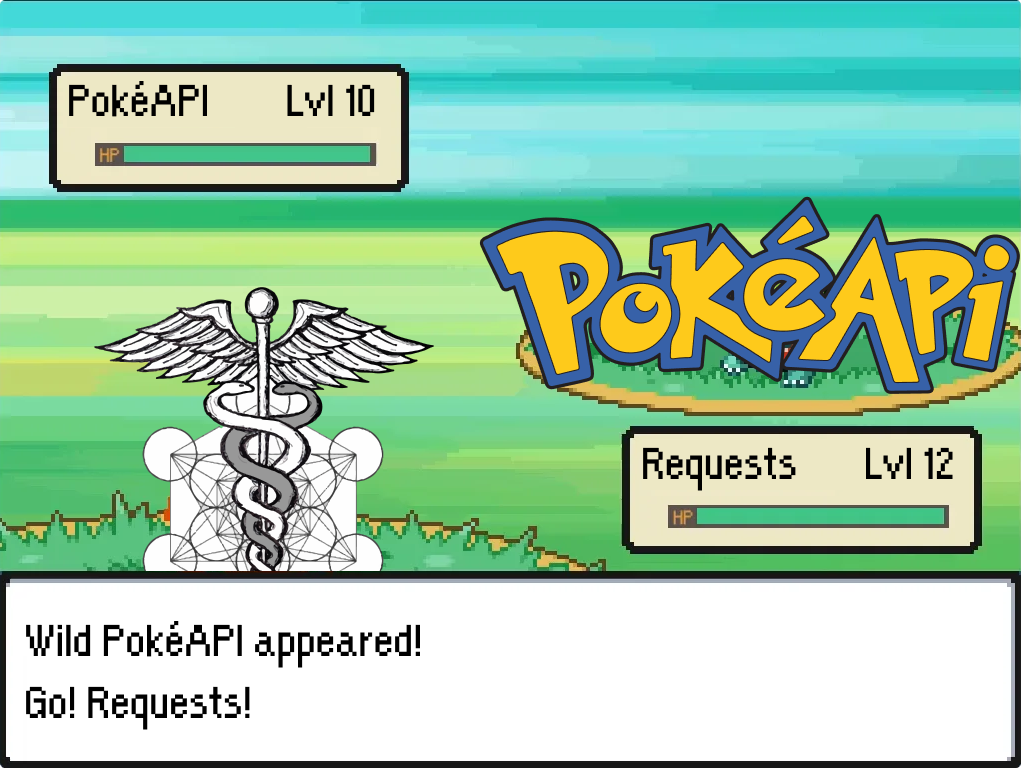 PokéAPI Lvl 10
HP
PokéAPi
Requests Lvl 12
HP
Wild PokéAPI appeared!
Go! Requests!